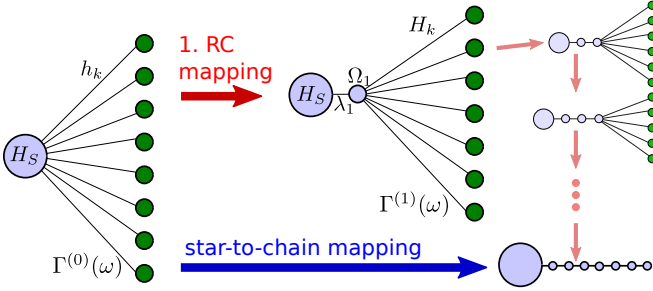 h_k
H_S
Γ^{(0)}(ω)
1. RC
mapping
H_S
λ_1
Ω_1
H_k
Γ^{(1)}(ω)
star-to-chain mapping